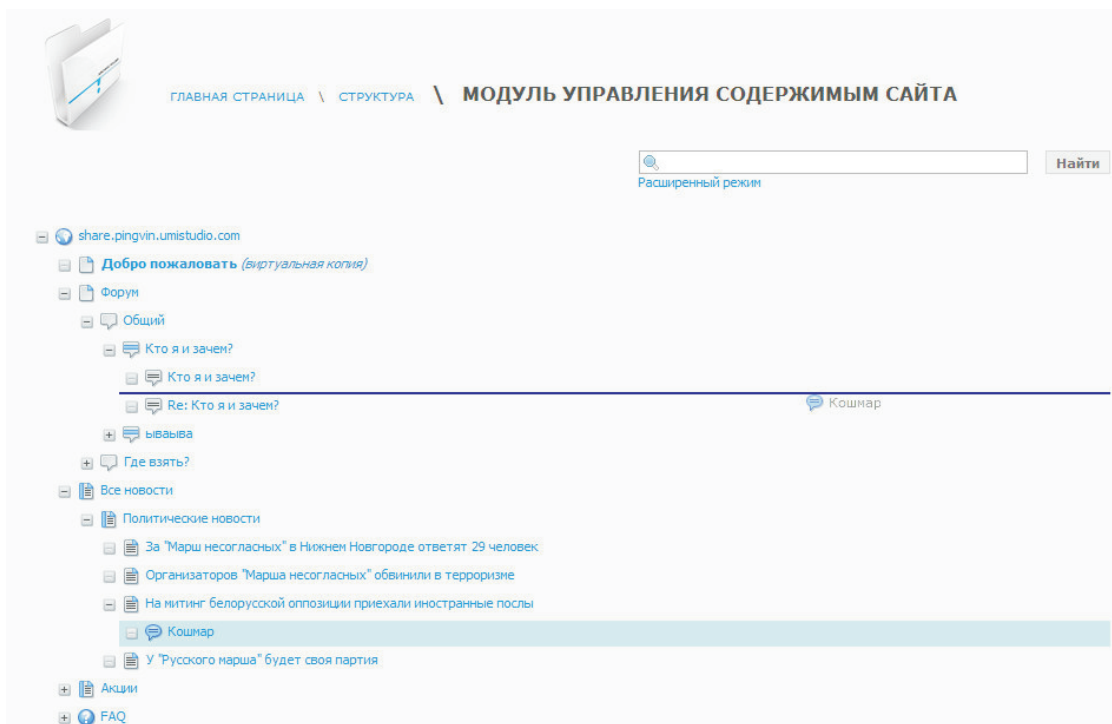 ГЛАВНАЯ СТРАНИЦА \ СТРУКТУРА \ МОДУЛЬ УПРАВЛЕНИЯ СОДЕРЖИМЫМ САЙТА
Найти
Расширенный режим
share.pingvin.umistudio.com
Добро пожаловать (виртуальная копия)
Форум
Общий
Кто я и зачем?
Кто я и зачем?
Re: Кто я и зачем? Кошмар
ываыва
Где взять?
Все новости
Политические новости
За "Марш несогласных" в Нижнем Новгороде ответят 29 человек
Организаторов "Марша несогласных" обвинили в терроризме
На митинг белорусской оппозиции приехали иностранные послы
Кошмар
У "Русского марша" будет своя партия
Акции
FAQ